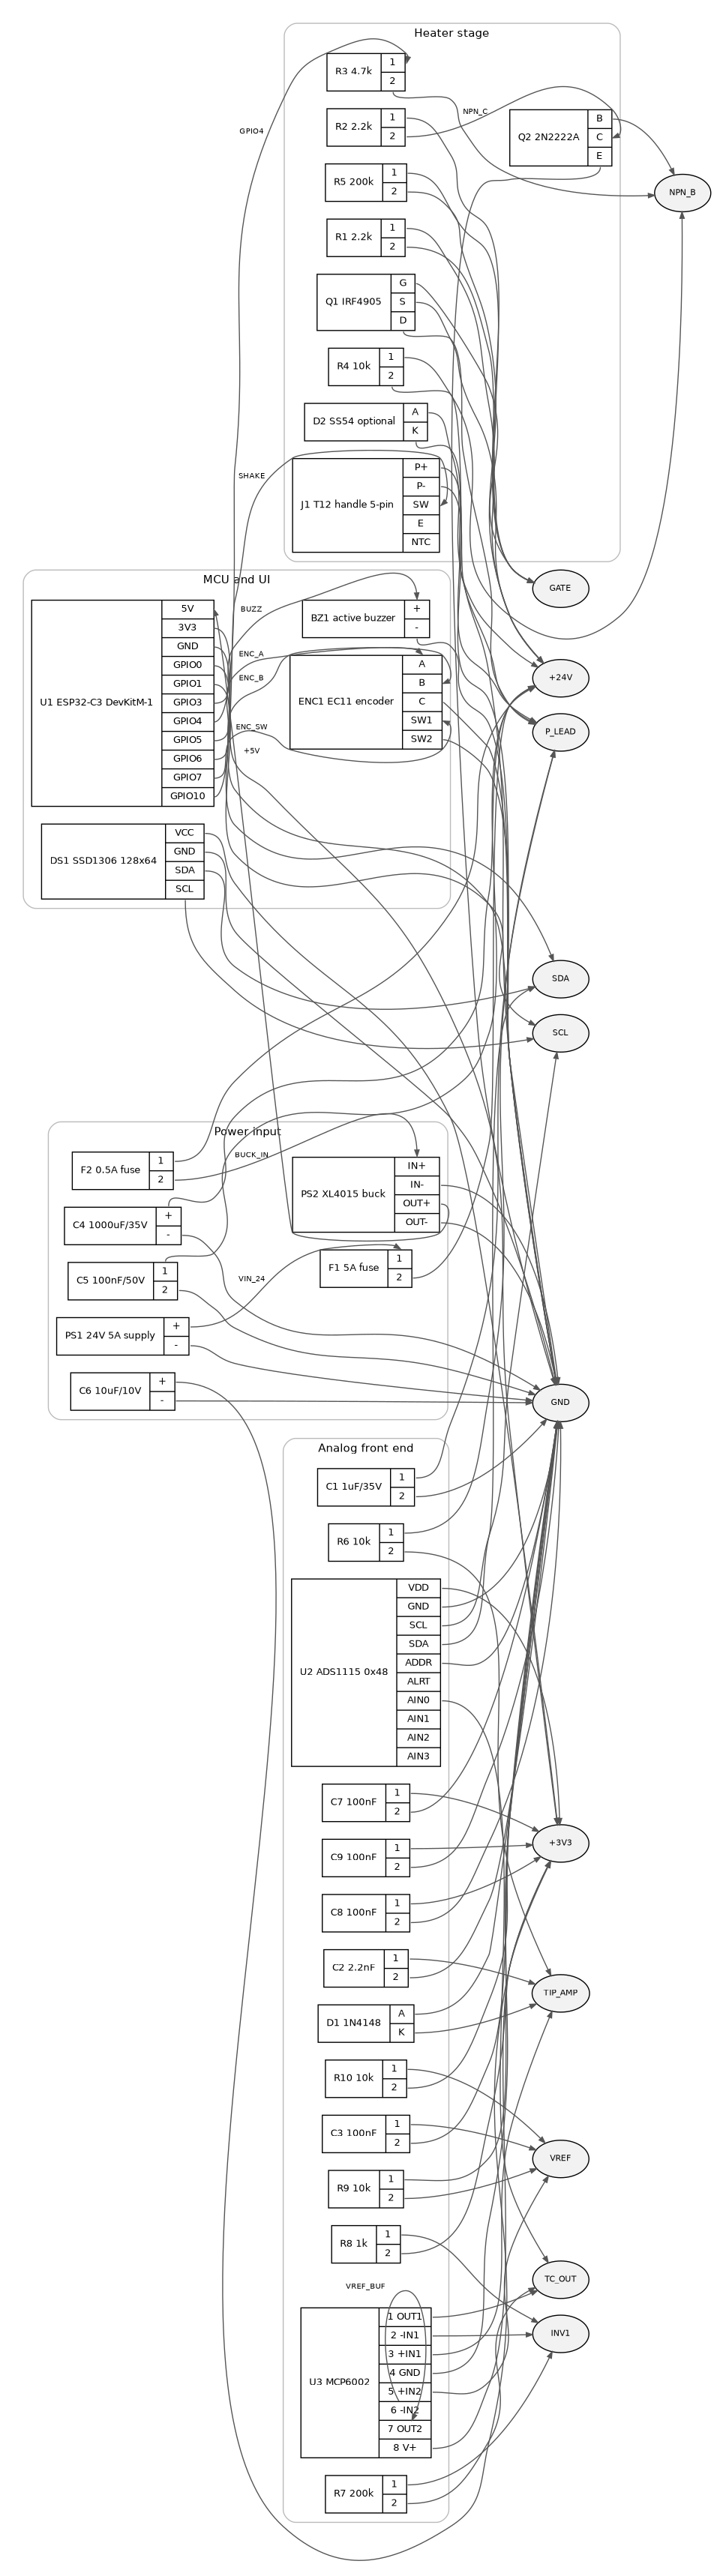 Heater stage
R3 4.7k
1
2
GPIO4
NPN_C
R2 2.2k
1
2
Q2 2N2222A
B
C
E
R5 200k
1
2
NPN_B
R1 2.2k
1
2
Q1 IRF4905
G
S
D
R4 10k
1
2
D2 SS54 optional
A
K
SHAKE
J1 T12 handle 5-pin
P+
P-
SW
E
NTC
GATE
MCU and UI
U1 ESP32-C3 DevKitM-1
5V
3V3
GND
GPIO0
GPIO1
GPIO3
GPIO4
GPIO5
GPIO6
GPIO7
GPIO10
BUZZ
BZ1 active buzzer
+
-
ENC_A
ENC_B
ENC_SW
+5V
ENC1 EC11 encoder
A
B
C
SW1
SW2
+24V
P_LEAD
DS1 SSD1306 128x64
VCC
GND
SDA
SCL
SDA
SCL
Power input
BUCK_IN
F2 0.5A fuse
1
2
PS2 XL4015 buck
IN+
IN-
OUT+
OUT-
C4 1000uF/35V
+
-
F1 5A fuse
1
2
C5 100nF/50V
1
2
VIN_24
PS1 24V 5A supply
+
-
C6 10uF/10V
+
-
GND
Analog front end
C1 1uF/35V
1
2
R6 10k
1
2
U2 ADS1115 0x48
VDD
GND
SCL
SDA
ADDR
ALRT
AIN0
AIN1
AIN2
AIN3
C7 100nF
1
2
C9 100nF
1
2
+3V3
C8 100nF
1
2
C2 2.2nF
1
2
TIP_AMP
D1 1N4148
A
K
R10 10k
1
2
C3 100nF
1
2
VREF
R9 10k
1
2
R8 1k
1
2
TC_OUT
VREF_BUF
U3 MCP6002
1 OUT1
2 -IN1
3 +IN1
4 GND
5 +IN2
6 -IN2
7 OUT2
8 V+
INV1
R7 200k
1
2